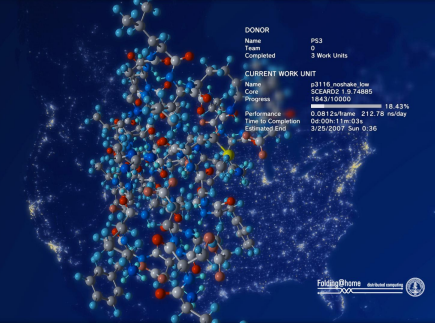 DONOR
Name PS3
Team 0
Completed 3 Work Units
CURRENT WORK UNIT
Name p3116_noshake_low
Core SCEARD2 1.9.74885
Progress 1843/10000
18.43%
Performance 0.0812s/frame 212.78 ns/day
Time to Completion 0d:00h:11m:03s
Estimated End 3/25/2007 Sun 0:36
Folding@home distributed computing